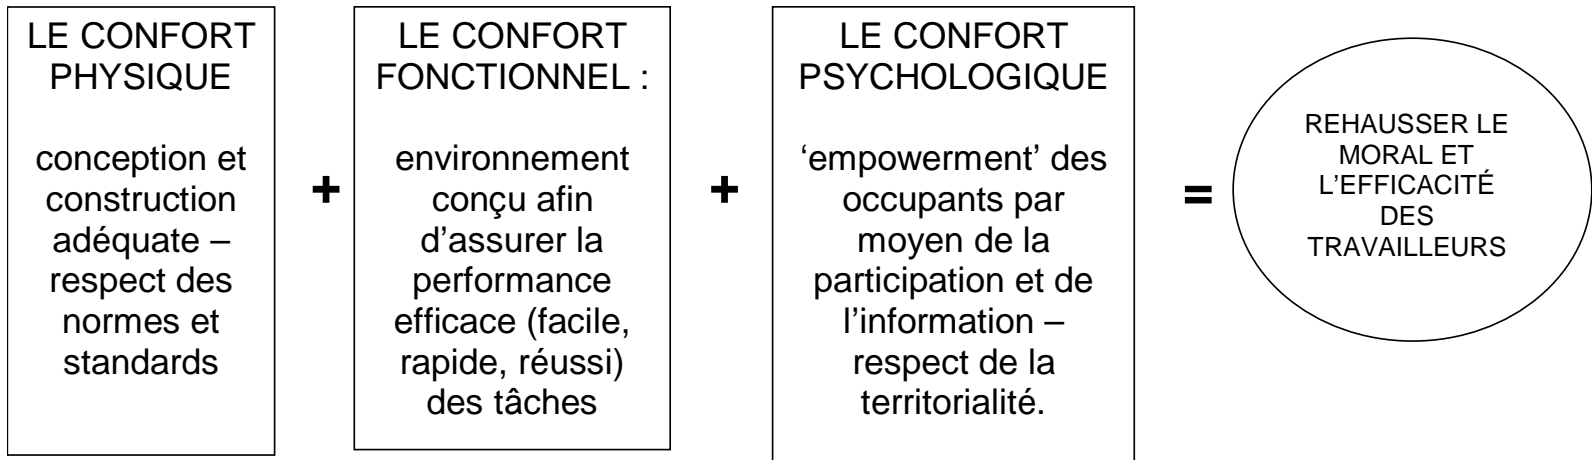 LE CONFORT
PHYSIQUE
conception et
construction
adéquate –
respect des
normes et
standards
+
LE CONFORT
FONCTIONNEL :
environnement
conçu afin
d'assurer la
performance
efficace (facile,
rapide, réussi)
des tâches
+
LE CONFORT
PSYCHOLOGIQUE
‘empowerment’ des
occupants par
moyen de la
participation et de
l’information –
respect de la
territorialité.
=
REHAUSSER LE
MORAL ET
L’EFFICACITÉ
DES
TRAVAILLEURS